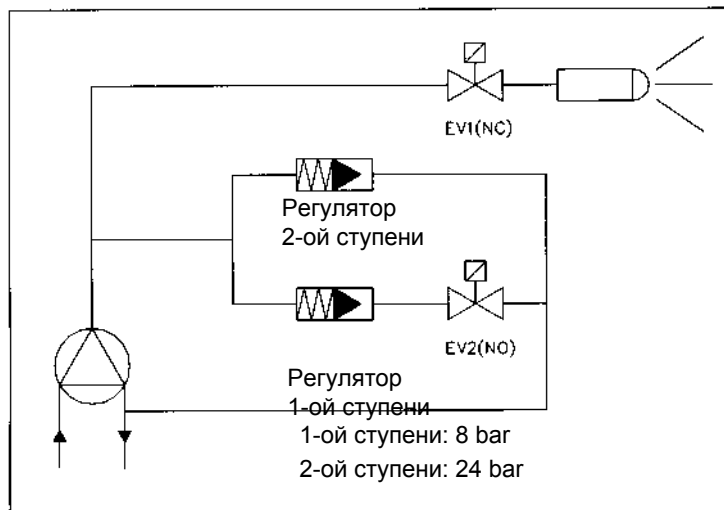 EV1(NC)
Регулятор
2-ой ступени
EV2(NO)
Регулятор
1-ой ступени
1-ой ступени: 8 bar
2-ой ступени: 24 bar